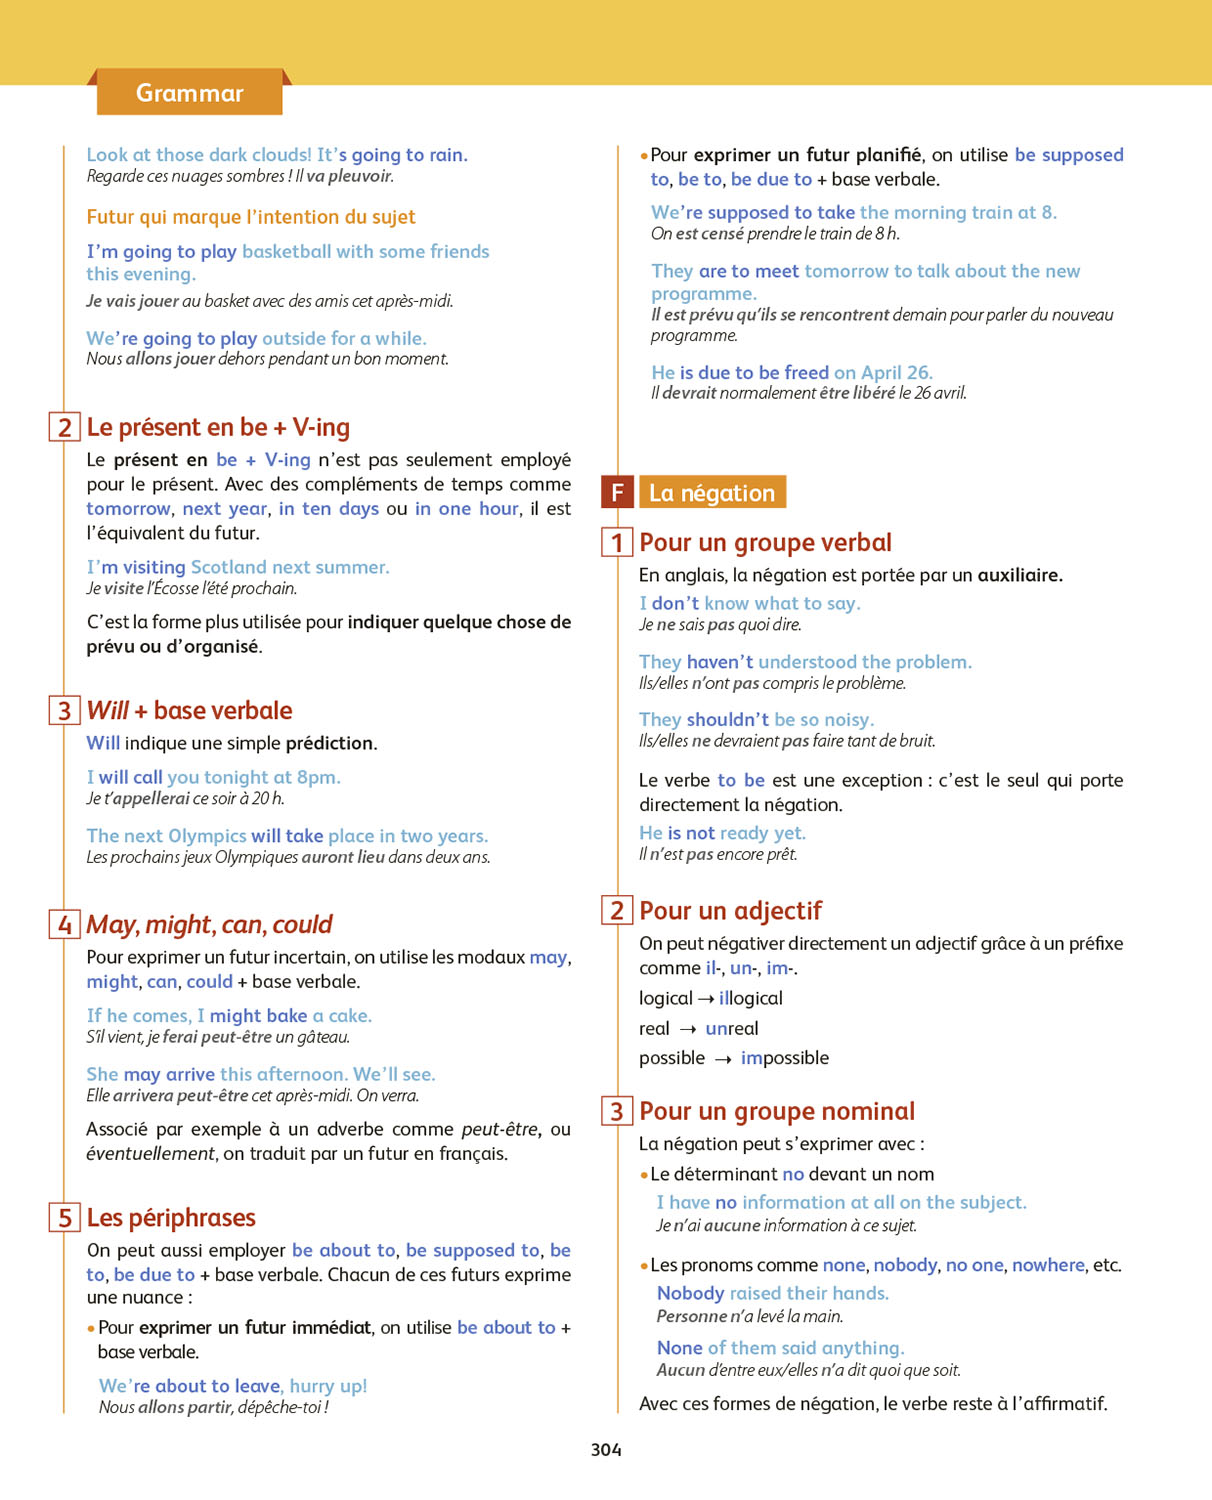 Grammar
Look at those dark clouds! It's going to rain.
Regarde ces nuages sombres ! Il va pleuvoir.
Futur qui marque l'intention du sujet
I'm going to play basketball with some friends
this evening.
Je vais jouer au basket avec des amis cet après-midi.
We're going to play outside for a while.
Nous allons jouer dehors pendant un bon moment.
2 Le présent en be + V-ing
Le présent en be + V-ing n'est pas seulement employé
pour le présent. Avec des compléments de temps comme
tomorrow, next year, in ten days ou in one hour, il est
l'équivalent du futur.
I'm visiting Scotland next summer.
Je visite l'Écosse l'été prochain.
C'est la forme plus utilisée pour indiquer quelque chose de
prévu ou d'organisé.
3 Will + base verbale
Will indique une simple prédiction.
I will call you tonight at 8pm.
Je t'appellerai ce soir à 20 h.
The next Olympics will take place in two years.
Les prochains jeux Olympiques auront lieu dans deux ans.
4 May, might, can, could
Pour exprimer un futur incertain, on utilise les modaux may,
might, can, could + base verbale.
If he comes, I might bake a cake.
S'il vient, je ferai peut-être un gâteau.
She may arrive this afternoon. We'll see.
Elle arrivera peut-être cet après-midi. On verra.
Associé par exemple à un adverbe comme peut-être, ou
éventuellement, on traduit par un futur en français.
5 Les périphrases
On peut aussi employer be about to, be supposed to, be
to, be due to + base verbale. Chacun de ces futurs exprime
une nuance :
• Pour exprimer un futur immédiat, on utilise be about to +
base verbale.
We're about to leave, hurry up!
Nous allons partir, dépêche-toi !
• Pour exprimer un futur planifié, on utilise be supposed
to, be to, be due to + base verbale.
We're supposed to take the morning train at 8.
On est censé prendre le train de 8 h.
They are to meet tomorrow to talk about the new
programme.
Il est prévu qu'ils se rencontrent demain pour parler du nouveau
programme.
He is due to be freed on April 26.
Il devrait normalement être libéré le 26 avril.
F La négation
1 Pour un groupe verbal
En anglais, la négation est portée par un auxiliaire.
I don't know what to say.
Je ne sais pas quoi dire.
They haven't understood the problem.
Ils/elles n'ont pas compris le problème.
They shouldn't be so noisy.
Ils/elles ne devraient pas faire tant de bruit.
Le verbe to be est une exception : c'est le seul qui porte
directement la négation.
He is not ready yet.
Il n'est pas encore prêt.
2 Pour un adjectif
On peut négativer directement un adjectif grâce à un préfixe
comme il-, un-, im-.
logical → illogical
real → unreal
possible → impossible
3 Pour un groupe nominal
La négation peut s'exprimer avec :
• Le déterminant no devant un nom
I have no information at all on the subject.
Je n'ai aucune information à ce sujet.
• Les pronoms comme none, nobody, no one, nowhere, etc.
Nobody raised their hands.
Personne n'a levé la main.
None of them said anything.
Aucun d'entre eux/elles n'a dit quoi que soit.
Avec ces formes de négation, le verbe reste à l'affirmatif.
304